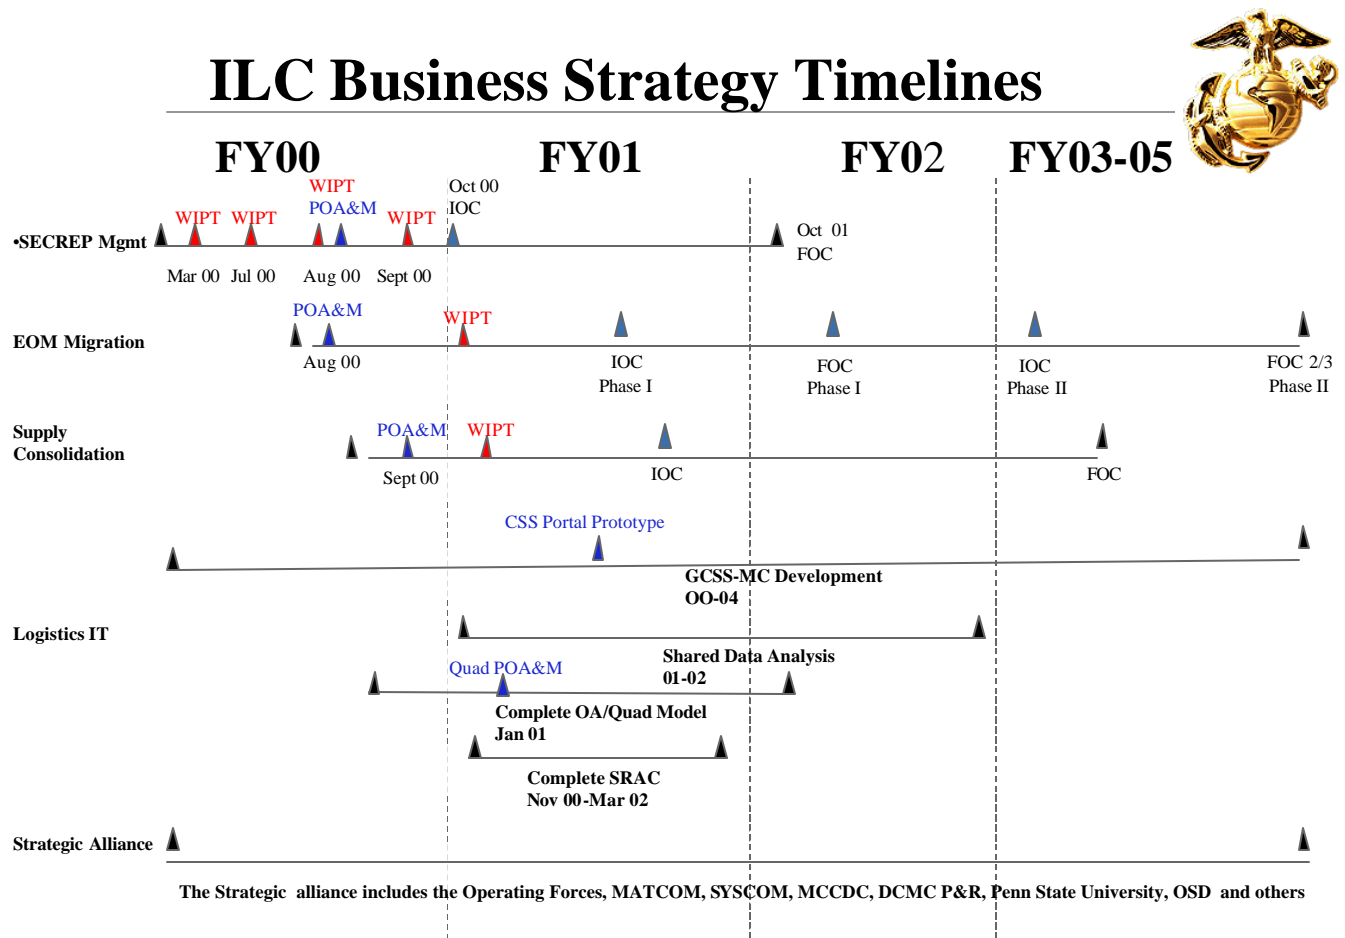 ILC Business Strategy Timelines
FY00 FY01 FY02 FY03-05
WIPT
POA&M
Oct 00
IOC
WIPT WIPT WIPT
•SECREP Mgmt
Oct 01
FOC
Mar 00 Jul 00 Aug 00 Sept 00
POA&M
WIPT
EOM Migration
Aug 00
IOC
Phase I
FOC
Phase I
IOC
Phase II
FOC 2/3
Phase II
Supply
Consolidation
POA&M WIPT
Sept 00
IOC
FOC
CSS Portal Prototype
GCSS-MC Development
OO-04
Logistics IT
Shared Data Analysis
01-02
Quad POA&M
Complete OA/Quad Model
Jan 01
Complete SRAC
Nov 00-Mar 02
Strategic Alliance
The Strategic alliance includes the Operating Forces, MATCOM, SYSCOM, MCCDC, DCMC P&R, Penn State University, OSD and others